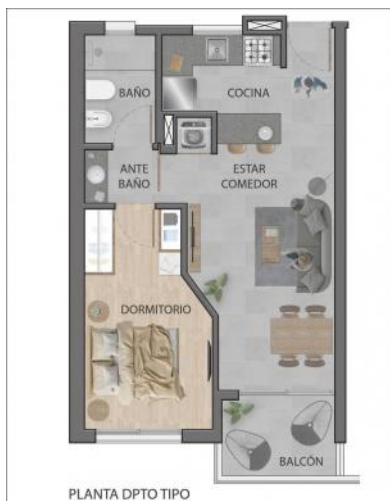 BAÑO
COCINA
ANTE
BAÑO
ESTAR
COMEDOR
DORMITORIO
BALCÓN
PLANTA DPTO TIPO